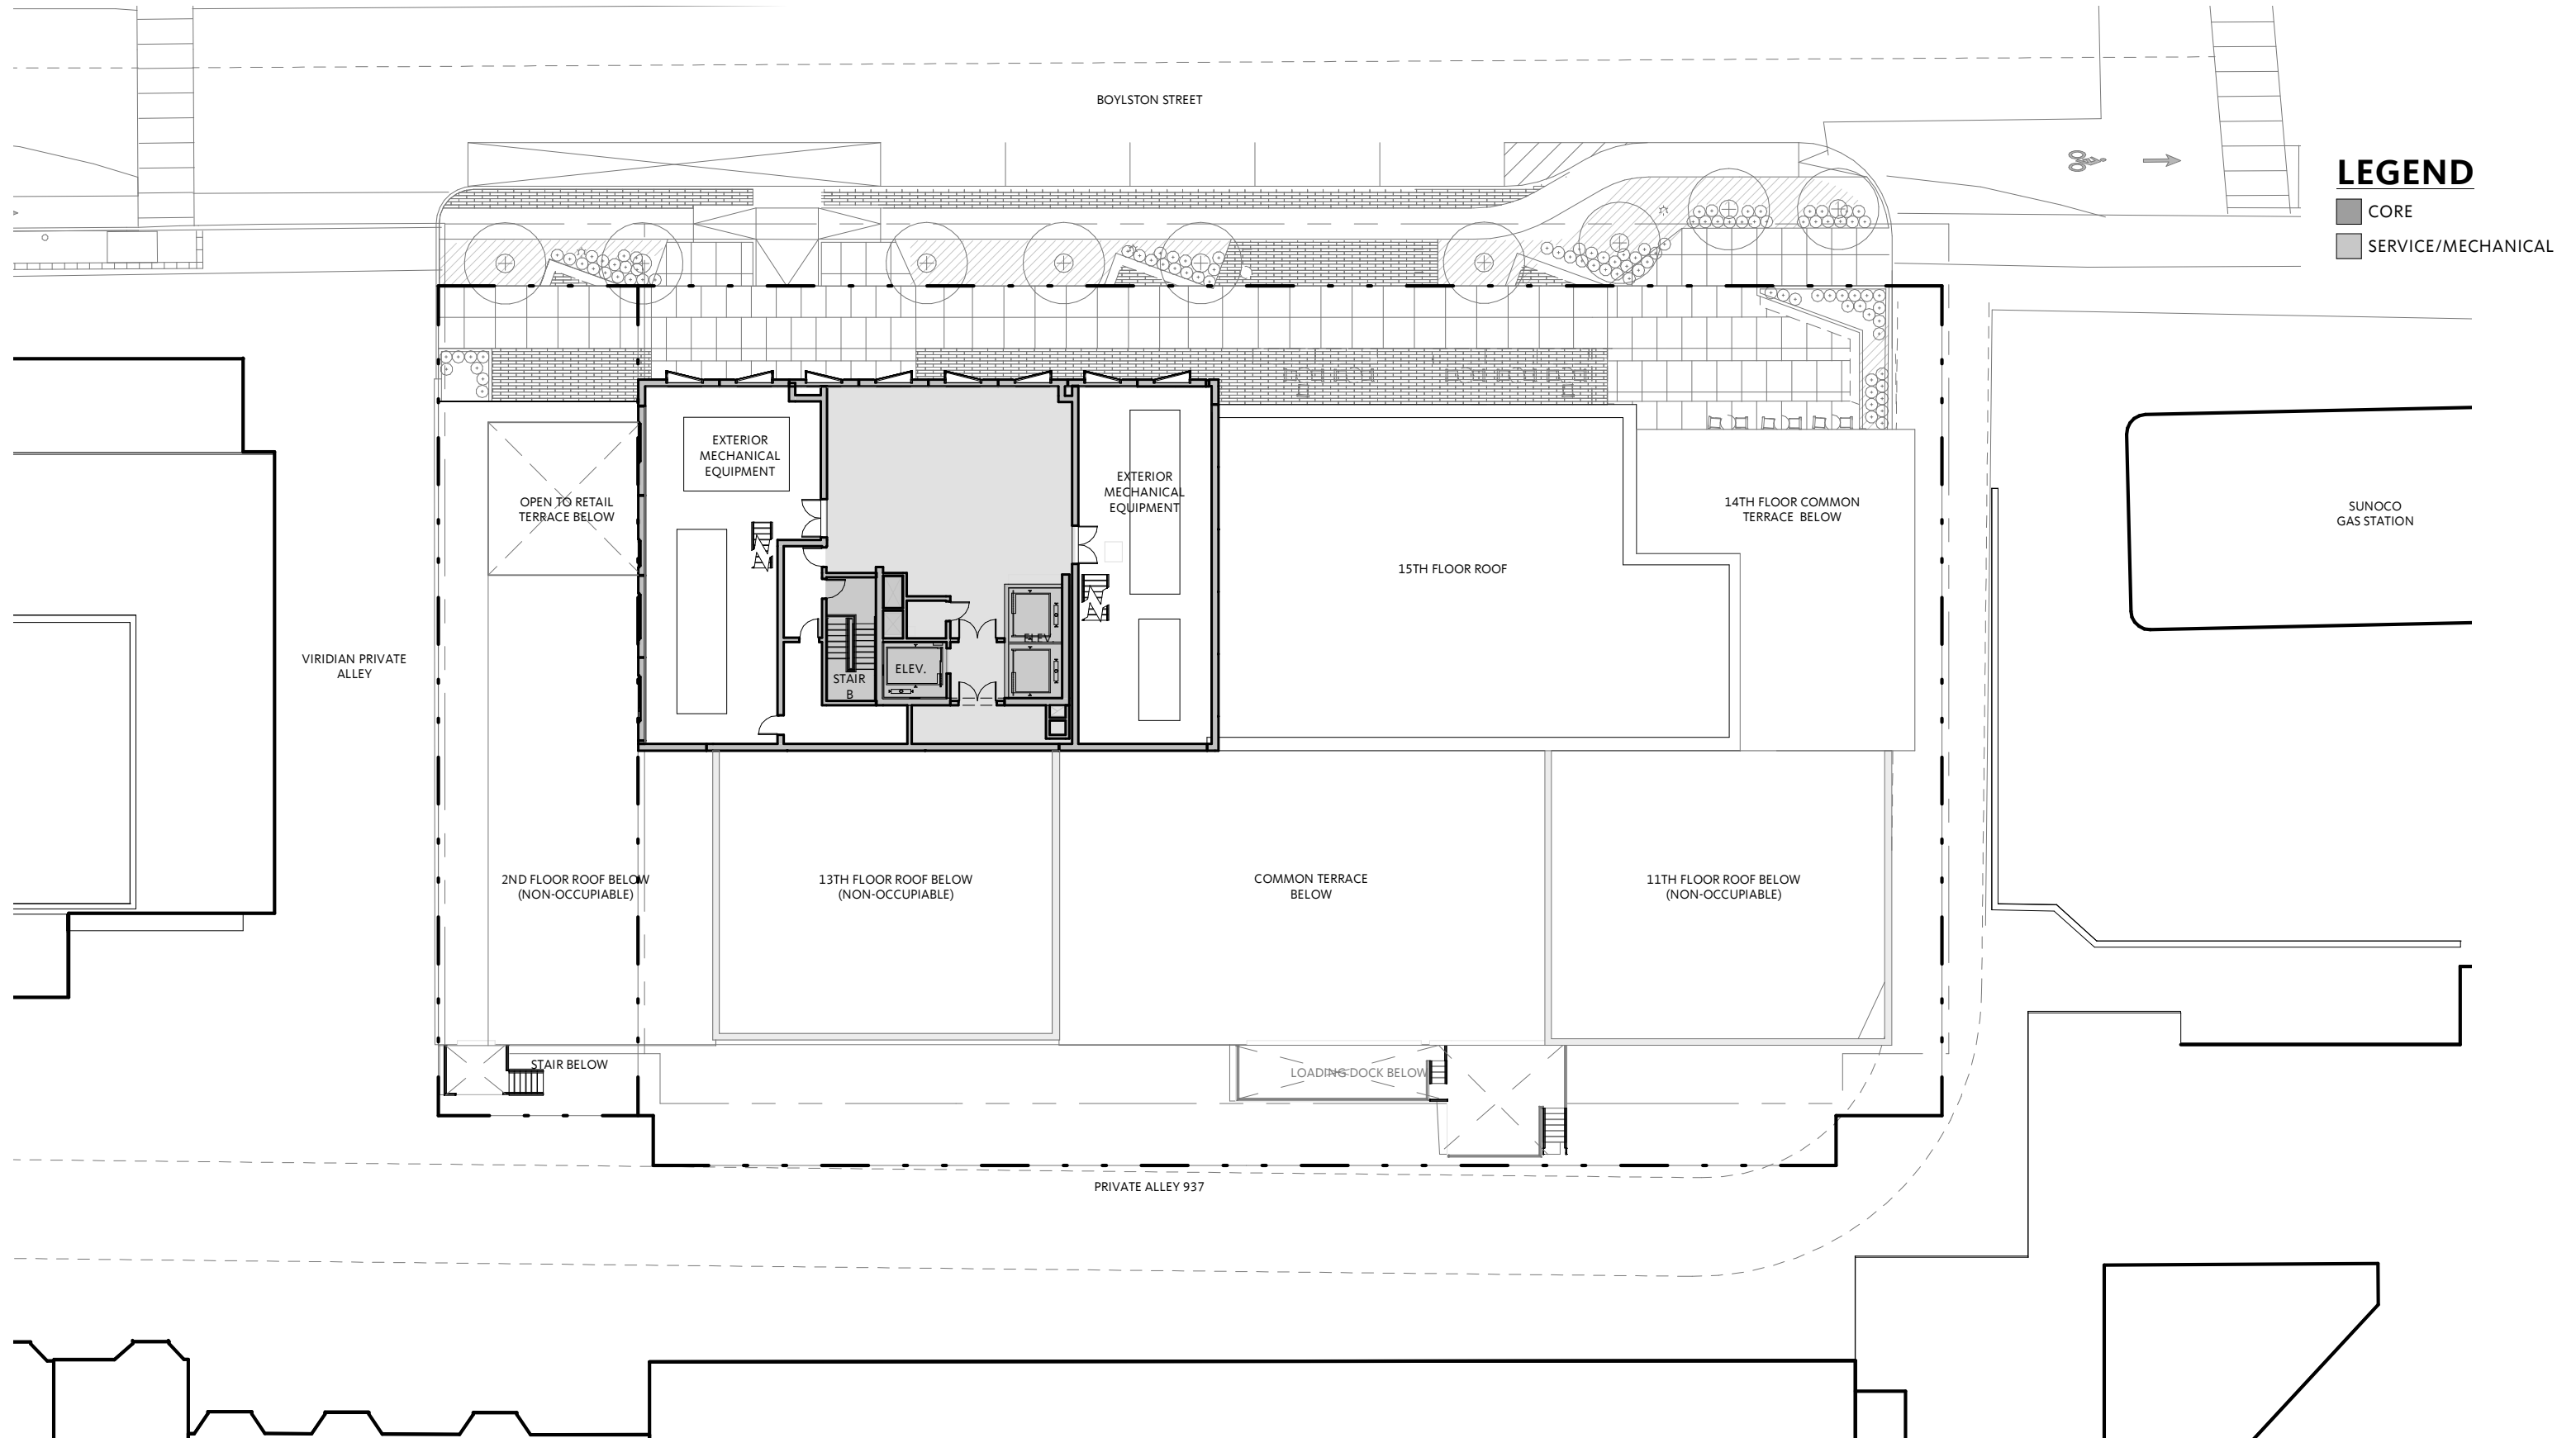 BOYLSTON STREET
LEGEND
CORE
SERVICE/MECHANICAL
EXTERIOR
MECHANICAL
EQUIPMENT
EXTERIOR
MECHANICAL
EQUIPMENT
OPEN TO RETAIL
TERRACE BELOW
14TH FLOOR COMMON
TERRACE BELOW
SUNOCO
GAS STATION
15TH FLOOR ROOF
VIRIDIAN PRIVATE
ALLEY
ELEV.
ELEV.
STAIR
B
2ND FLOOR ROOF BELOW
(NON-OCCUPIABLE)
13TH FLOOR ROOF BELOW
(NON-OCCUPIABLE)
COMMON TERRACE
BELOW
11TH FLOOR ROOF BELOW
(NON-OCCUPIABLE)
STAIR BELOW
LOADING DOCK BELOW
PRIVATE ALLEY 937